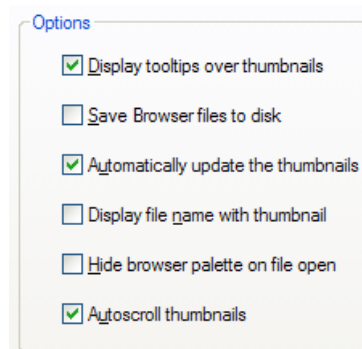 Options
Display tooltips over thumbnails
Save Browser files to disk
Automatically update the thumbnails
Display file name with thumbnail
Hide browser palette on file open
Autoscroll thumbnails